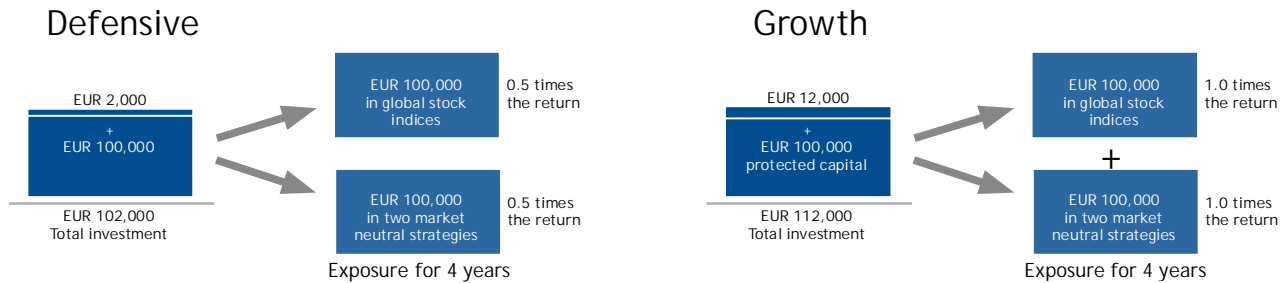 Defensive
EUR 2,000
+
EUR 100,000
EUR 102,000
Total investment
EUR 100,000
in global stock
indices
0.5 times
the return
EUR 100,000
in two market
neutral strategies
0.5 times
the return
Exposure for 4 years
Growth
EUR 12,000
+
EUR 100,000
protected capital
EUR 112,000
Total investment
EUR 100,000
in global stock
indices
1.0 times
the return
+
EUR 100,000
in two market
neutral strategies
1.0 times
the return
Exposure for 4 years